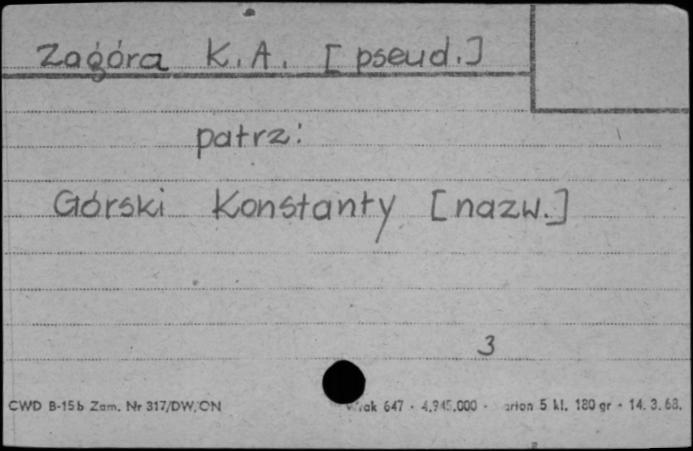 Zagóra K.A. [pseud.]
patrz:
Górski Konstanty [nazw.]
3
CWD B-15b Zam. Nr 317/DW/ON 647 - 4.945.000 - 5 kl. 180 gr - 14. 3. 68.